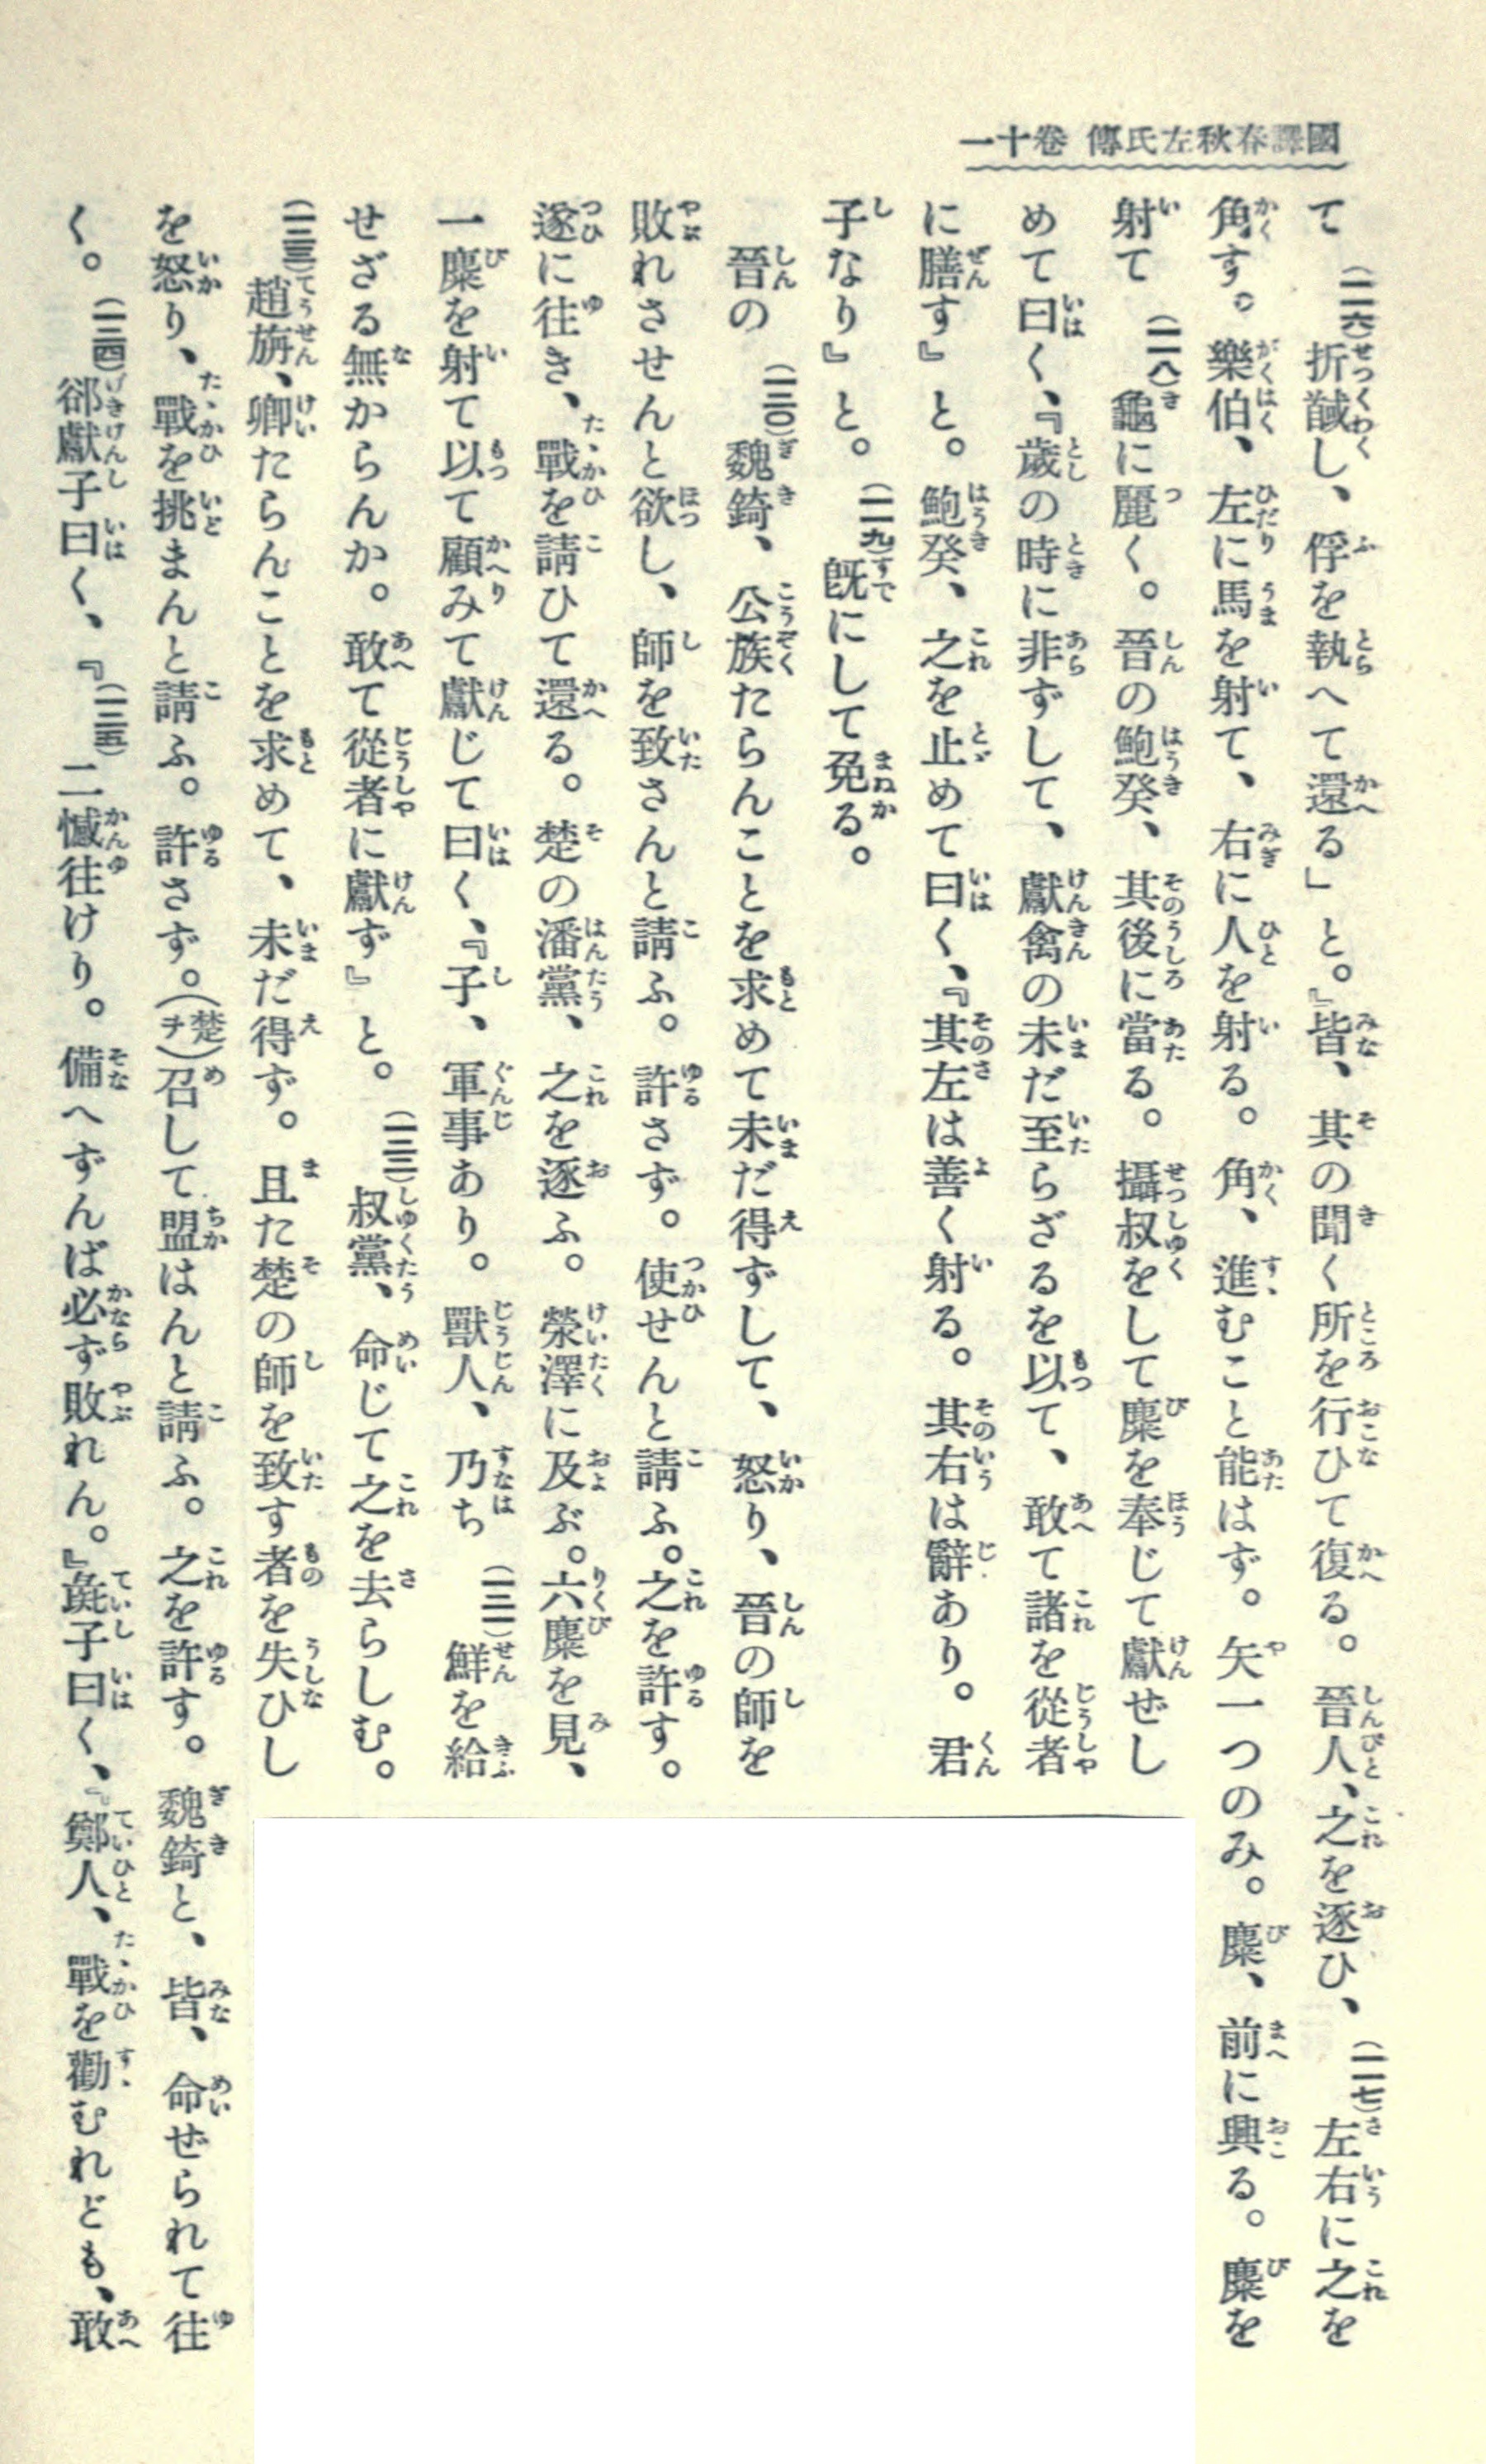 國譯春秋左氏傳 卷十一
て(一一六)折馘し、俘を執へて還る」と。』皆、其の聞く所を行ひて復る。晉人、之を逐ひ、(一一七)左右に之を
角す。樂伯、左に馬を射て、右に人を射る。角、進むこと能はず。矢一つのみ。麋、前に興る。麋を
射て(一一八)龜に麗く。晉の鮑癸、其後に當る。攝叔をして麋を奉じて獻ぜし
めて曰く、『歲の時に非ずして、獻禽の未だ至らざるを以て、敢て諸を從者
に膳す』と。鮑癸、之を止めて曰く、『其左は善く射る。其右は辭あり。君
子なり』と。(一一九)既にして免る。
晉の(一二〇)魏錡、公族たらんことを求めて未だ得ずして、怒り、晉の師を
敗れさせんと欲し、師を致さんと請ふ。許さず。使せんと請ふ。之を許す。
遂に往き、戰を請ひて還る。楚の潘黨、之を逐ふ。滎澤に及ぶ。六麋を見、
一麋を射て以て顧みて獻じて曰く、『子、軍事あり。獸人、乃ち(一二一)鮮を給
せざる無からんか。敢て從者に獻ず』と。(一二二)叔黨、命じて之を去らしむ。
(一二三)趙旃、卿たらんことを求めて、未だ得ず。且た楚の師を致す者を失ひし
を怒り、戰を挑まんと請ふ。許さず。(楚ヲ)召して盟はんと請ふ。之を許す。魏錡と、皆、命ぜられて往
く。(一二四)郤獻子曰く、『(一二五)二憾往けり。備へずんば必ず敗れん。』彘子曰く、『鄭人、戰を勸むれども、敢